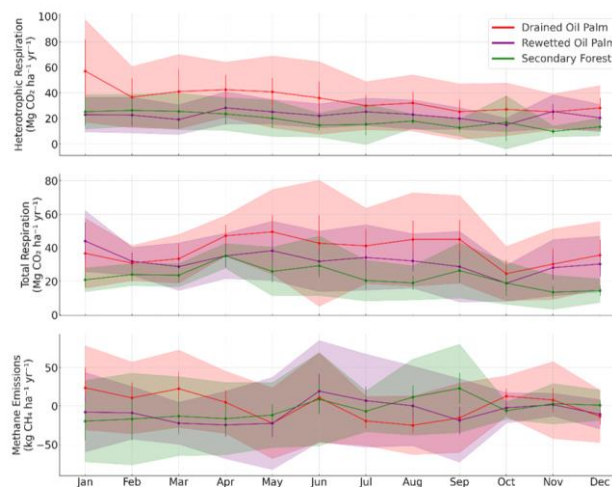 100
80
60
40
20
0
Heterotrophic Respiration
(Mg CO₂ ha⁻¹ yr⁻¹)
Drained Oil Palm
Rewetted Oil Palm
Secondary Forest
80
60
40
20
0
Total Respiration
(Mg CO₂ ha⁻¹ yr⁻¹)
50
0
−50
Methane Emissions
(kg CH₄ ha⁻¹ yr⁻¹)
Jan Feb Mar Apr May Jun Jul Aug Sep Oct Nov Dec